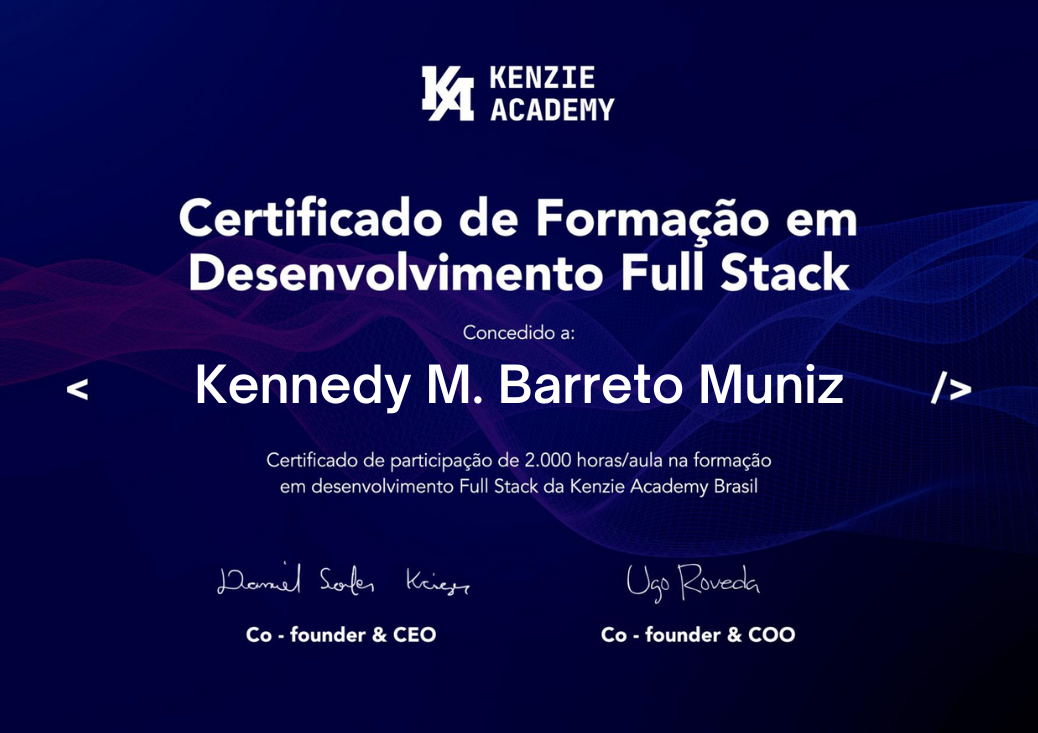 KENZIE
ACADEMY
Certificado de Formação em
Desenvolvimento Full Stack
Concedido a:
< Kennedy M. Barreto Muniz />
Certificado de participação de 2.000 horas/aula na formação
em desenvolvimento Full Stack da Kenzie Academy Brasil
Daniel Kriger Ugo Roveda
Co - founder & CEO Co - founder & COO